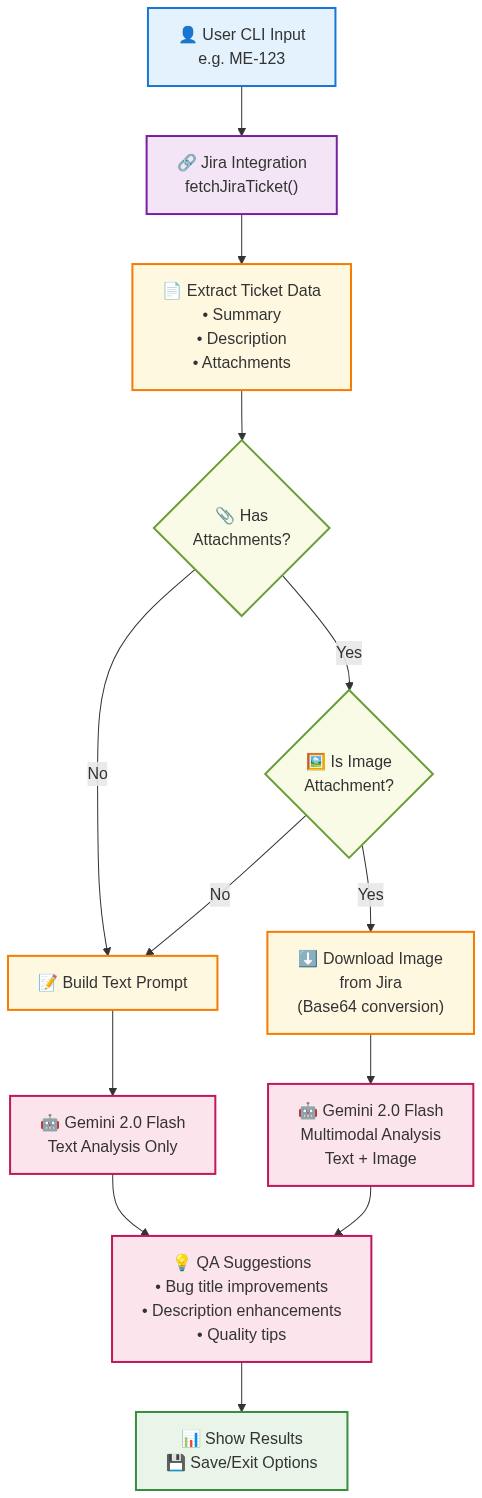 👤 User CLI Input
e.g. ME-123
🔗 Jira Integration
fetchJiraTicket()
📄 Extract Ticket Data
• Summary
• Description
• Attachments
📎 Has
Attachments?
Yes
🖼️ Is Image
Attachment?
No
No
Yes
📝 Build Text Prompt
⬇️ Download Image
from Jira
(Base64 conversion)
🤖 Gemini 2.0 Flash
Text Analysis Only
🤖 Gemini 2.0 Flash
Multimodal Analysis
Text + Image
💡 QA Suggestions
• Bug title improvements
• Description enhancements
• Quality tips
📊 Show Results
💾 Save/Exit Options